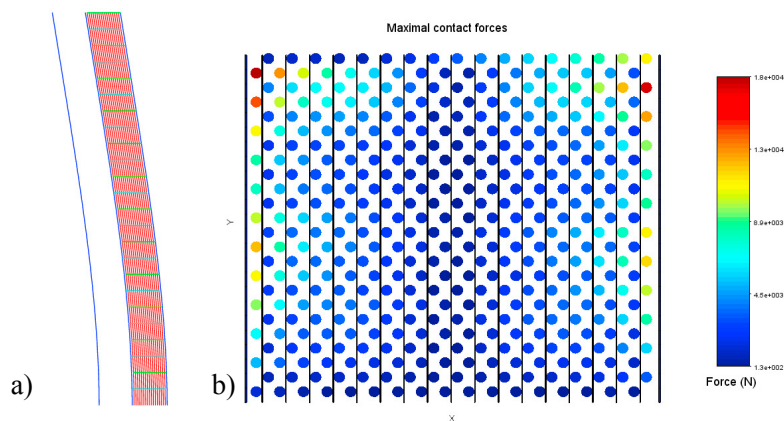 Maximal contact forces
1.8e+004
1.3e+004
8.9e+003
4.5e+003
1.3e+002
Force (N)
Y
X
a)
b)